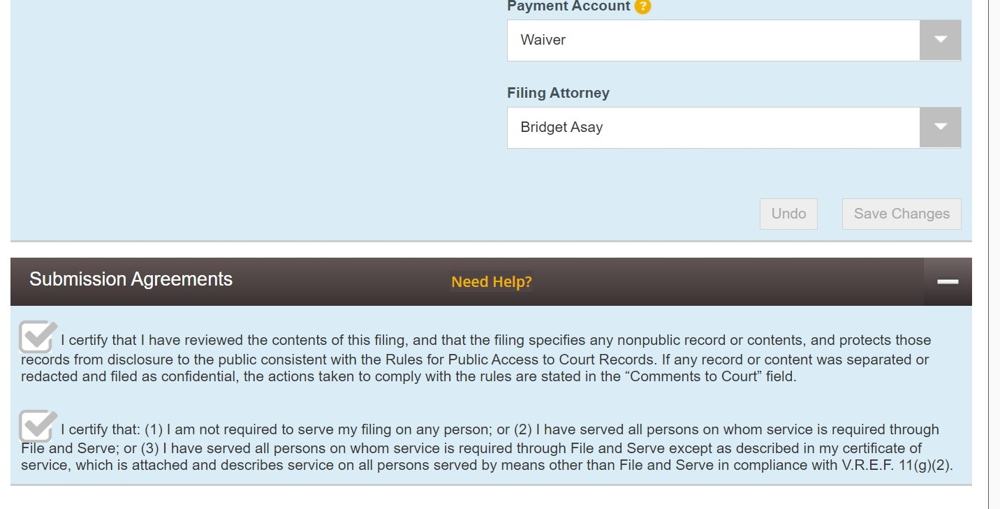 Payment Account ?
Waiver
Filing Attorney
Bridget Asay
Undo
Save Changes
Submission Agreements
Need Help?
I certify that I have reviewed the contents of this filing, and that the filing specifies any nonpublic record or contents, and protects those
records from disclosure to the public consistent with the Rules for Public Access to Court Records. If any record or content was separated or
redacted and filed as confidential, the actions taken to comply with the rules are stated in the “Comments to Court” field.
I certify that: (1) I am not required to serve my filing on any person; or (2) I have served all persons on whom service is required through
File and Serve; or (3) I have served all persons on whom service is required through File and Serve except as described in my certificate of
service, which is attached and describes service on all persons served by means other than File and Serve in compliance with V.R.E.F. 11(g)(2).